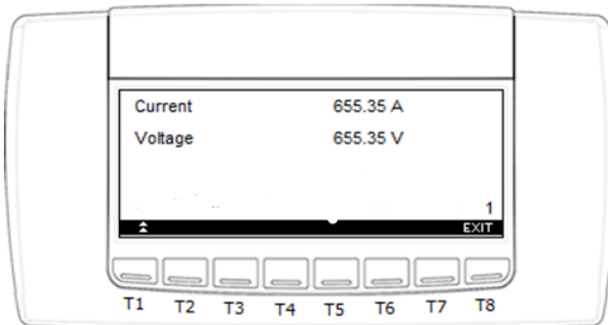 Current 655.35 A
Voltage 655.35 V
1
EXIT
T1 T2 T3 T4 T5 T6 T7 T8